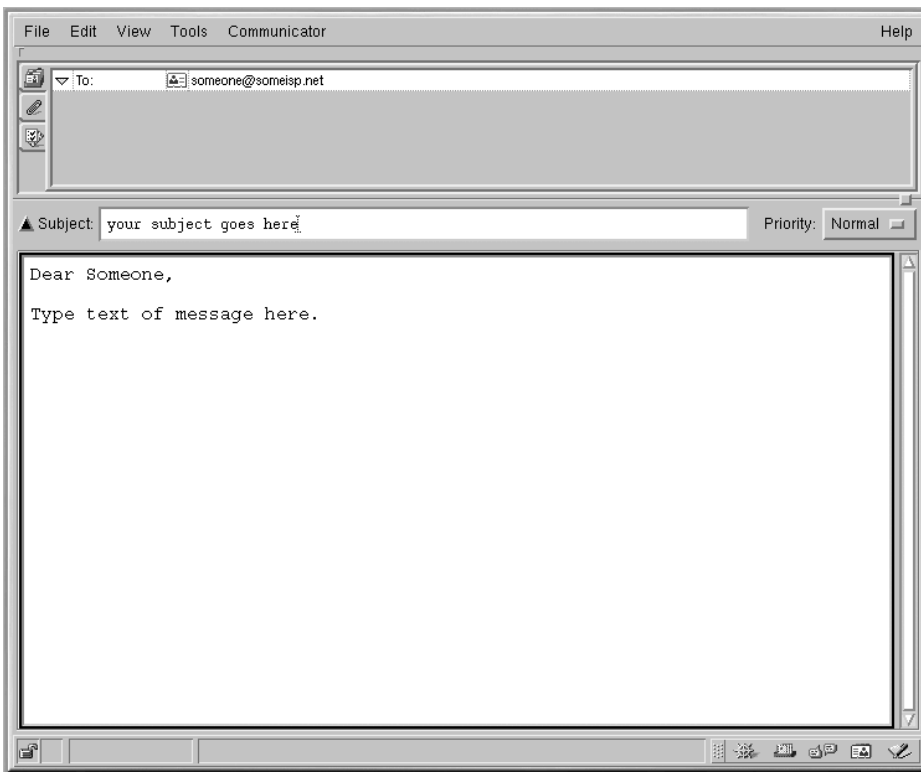 File Edit View Tools Communicator Help
To: someone@someisp.net
Subject: your subject goes here Priority: Normal
Dear Someone,
Type text of message here.